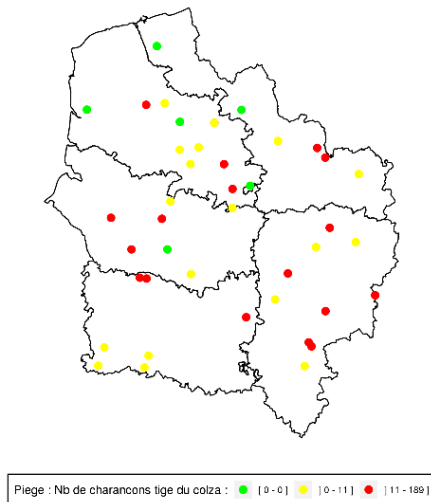 Piege : Nb de charancons tige du colza : [ 0 - 0 ] ] 0 - 11 ] ] 11 - 189 ]